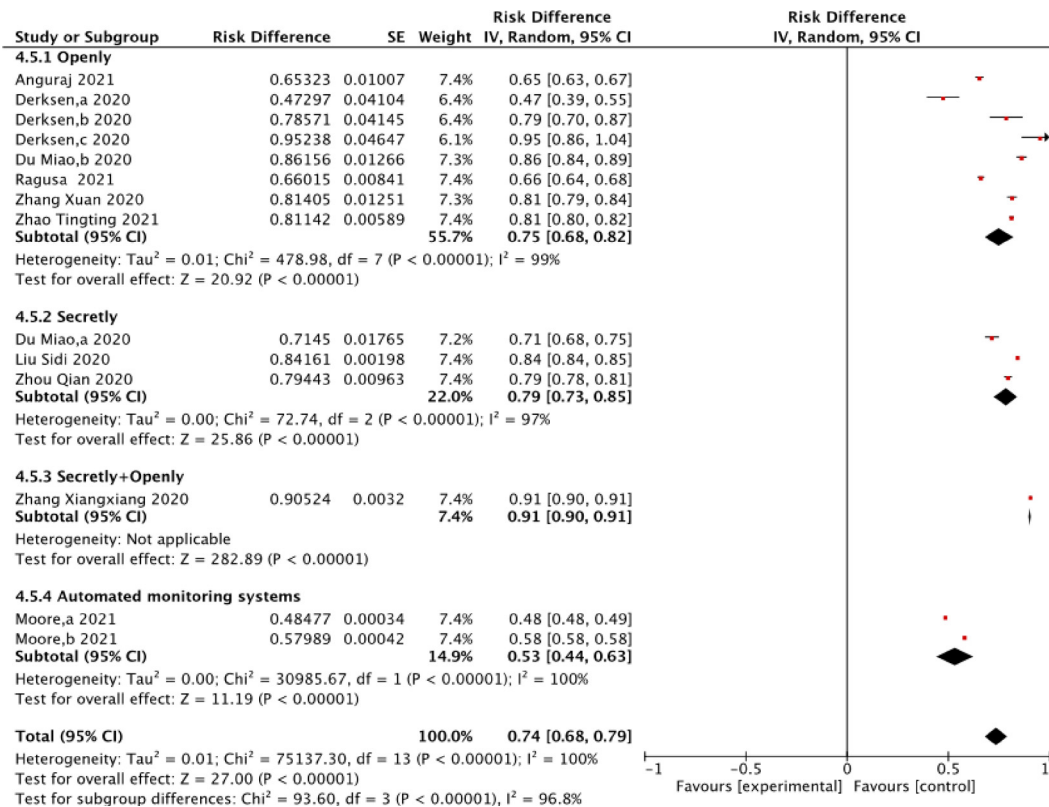 Risk Difference Risk Difference
Study or Subgroup Risk Difference SE Weight IV, Random, 95% CI IV, Random, 95% CI
4.5.1 Openly
Anguraj 2021 0.65323 0.01007 7.4% 0.65 [0.63, 0.67]
Derksen,a 2020 0.47297 0.04104 6.4% 0.47 [0.39, 0.55]
Derksen,b 2020 0.78571 0.04145 6.4% 0.79 [0.70, 0.87]
Derksen,c 2020 0.95238 0.04647 6.1% 0.95 [0.86, 1.04]
Du Miao,b 2020 0.86156 0.01266 7.3% 0.86 [0.84, 0.89]
Ragusa 2021 0.66015 0.00841 7.4% 0.66 [0.64, 0.68]
Zhang Xuan 2020 0.81405 0.01251 7.3% 0.81 [0.79, 0.84]
Zhao Tingting 2021 0.81142 0.00589 7.4% 0.81 [0.80, 0.82]
Subtotal (95% CI) 55.7% 0.75 [0.68, 0.82]
Heterogeneity: Tau² = 0.01; Chi² = 478.98, df = 7 (P < 0.00001); I² = 99%
Test for overall effect: Z = 20.92 (P < 0.00001)
4.5.2 Secretly
Du Miao,a 2020 0.7145 0.01765 7.2% 0.71 [0.68, 0.75]
Liu Sidi 2020 0.84161 0.00198 7.4% 0.84 [0.84, 0.85]
Zhou Qian 2020 0.79443 0.00963 7.4% 0.79 [0.78, 0.81]
Subtotal (95% CI) 22.0% 0.79 [0.73, 0.85]
Heterogeneity: Tau² = 0.00; Chi² = 72.74, df = 2 (P < 0.00001); I² = 97%
Test for overall effect: Z = 25.86 (P < 0.00001)
4.5.3 Secretly+Openly
Zhang Xiangxiang 2020 0.90524 0.0032 7.4% 0.91 [0.90, 0.91]
Subtotal (95% CI) 7.4% 0.91 [0.90, 0.91]
Heterogeneity: Not applicable
Test for overall effect: Z = 282.89 (P < 0.00001)
4.5.4 Automated monitoring systems
Moore,a 2021 0.48477 0.00034 7.4% 0.48 [0.48, 0.49]
Moore,b 2021 0.57989 0.00042 7.4% 0.58 [0.58, 0.58]
Subtotal (95% CI) 14.9% 0.53 [0.44, 0.63]
Heterogeneity: Tau² = 0.00; Chi² = 30985.67, df = 1 (P < 0.00001); I² = 100%
Test for overall effect: Z = 11.19 (P < 0.00001)
Total (95% CI) 100.0% 0.74 [0.68, 0.79]
Heterogeneity: Tau² = 0.01; Chi² = 75137.30, df = 13 (P < 0.00001); I² = 100%
Test for overall effect: Z = 27.00 (P < 0.00001)
Test for subgroup differences: Chi² = 93.60, df = 3 (P < 0.00001), I² = 96.8%
-1 -0.5 0 0.5 1
Favours [experimental] Favours [control]